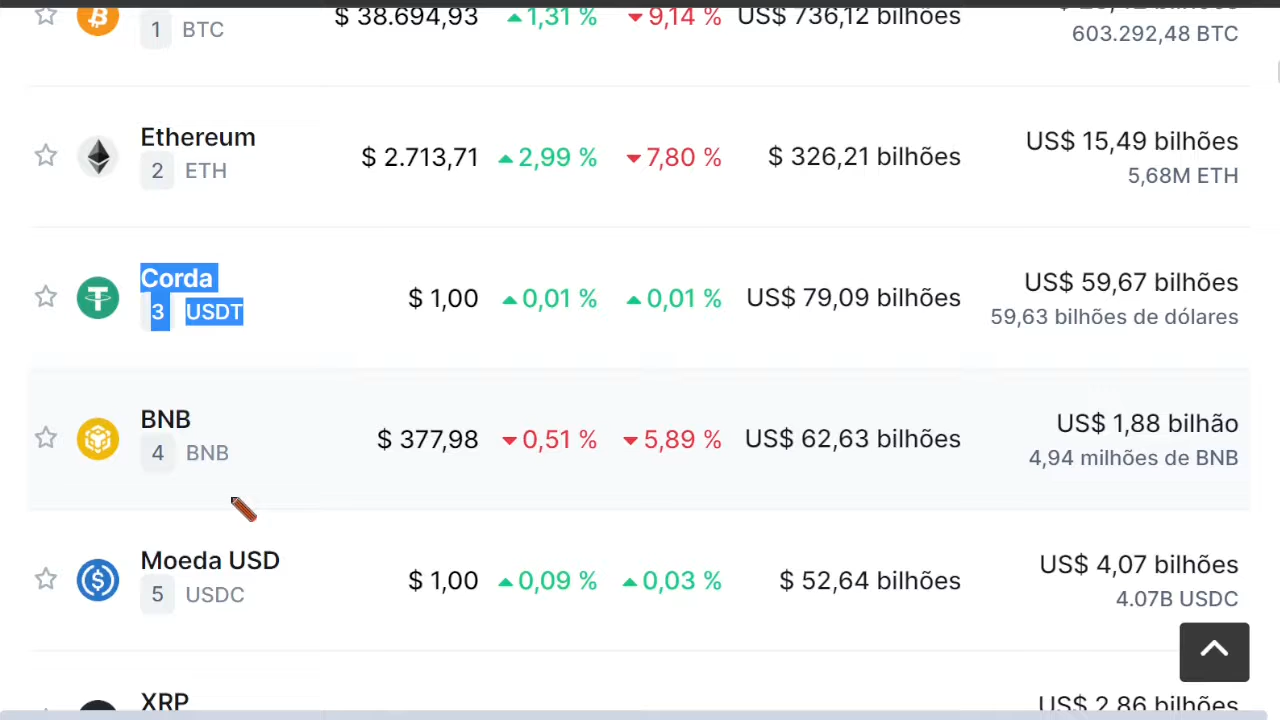 $ 38.694,93 1,31 % 9,14 % US$ 736,12 bilhões
1 BTC 603.292,48 BTC
Ethereum US$ 15,49 bilhões
$ 2.713,71 2,99 % 7,80 % $ 326,21 bilhões
2 ETH 5,68M ETH
Corda US$ 59,67 bilhões
$ 1,00 0,01 % 0,01 % US$ 79,09 bilhões
3 USDT 59,63 bilhões de dólares
BNB US$ 1,88 bilhão
$ 377,98 0,51 % 5,89 % US$ 62,63 bilhões
4 BNB 4,94 milhões de BNB
Moeda USD US$ 4,07 bilhões
$ 1,00 0,09 % 0,03 % $ 52,64 bilhões
5 USDC 4.07B USDC
XRP US$ 2,86 bilhões